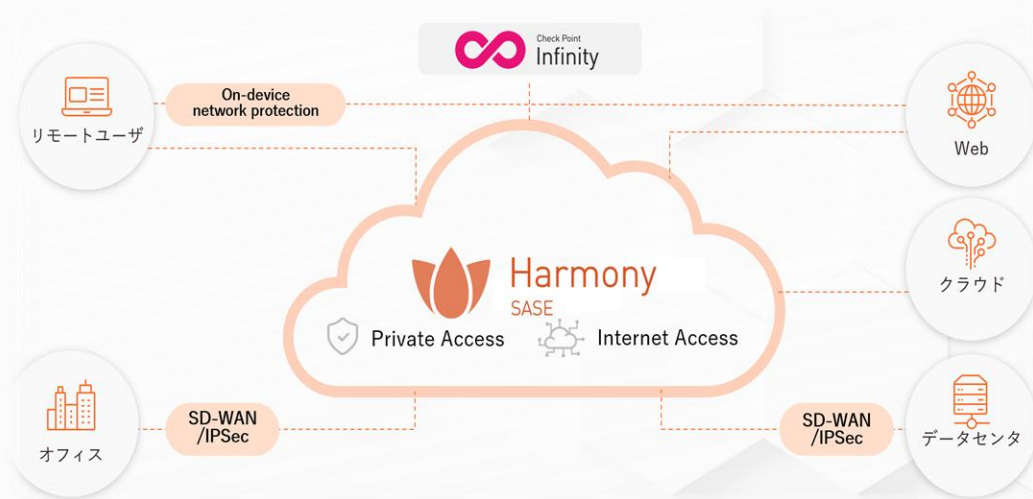 Check Point
Infinity
リモートユーザ
On-device
network protection
Web
クラウド
Harmony
SASE
Private Access
Internet Access
オフィス
SD-WAN
/IPSec
SD-WAN
/IPSec
データセンタ